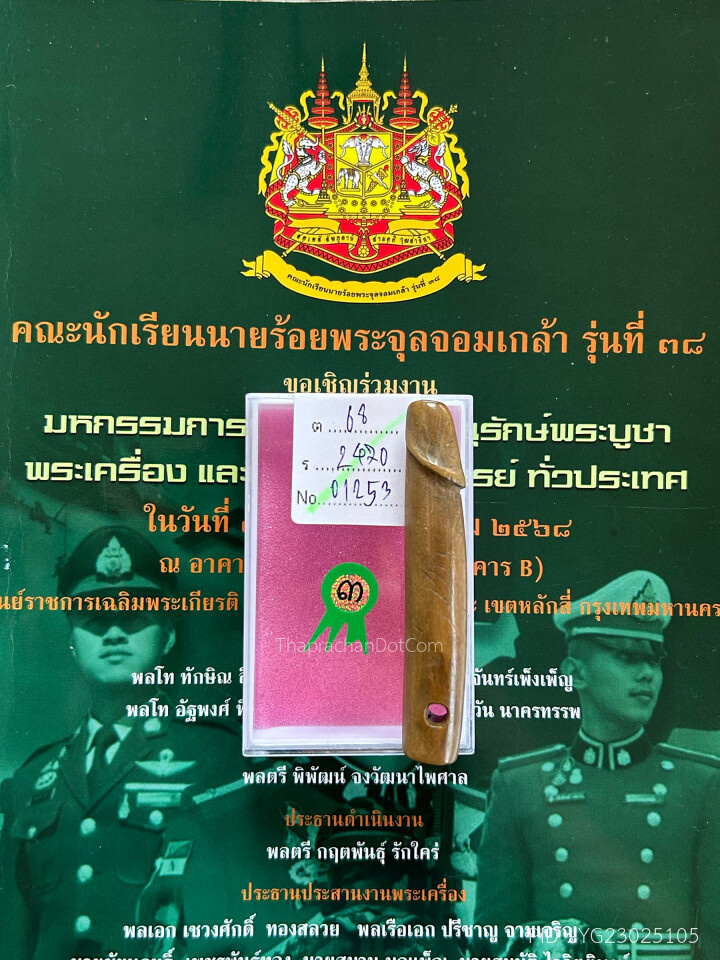 คณะนักเรียนนายร้อยพระจุลจอมเกล้า รุ่นที่ ๓๘
คณะนักเรียนนายร้อยพระจุลจอมเกล้า รุ่นที่ ๓๘
ขอเชิญร่วมงาน
มหกรรมการ นุรักษ์พระบูชา
พระเครื่อง และ รย์ ทั่วประเทศ
ในวันที่ ๒๕๖๘
ณ อาคา คาร B)
นย์ราชการเฉลิมพระเกียรติ เขตหลักสี่ กรุงเทพมหานคร
ต 68
ร 2420
No. 01253
๓
ThaprachanDotCom
พลโท ทักษิณ จันทร์เพ็งเพ็ญ
พลโท อัฐพงศ์ วัน นาครทรรพ
พลตรี พิพัฒน์ จงวัฒนาไพศาล
ประธานดำเนินงาน
พลตรี กฤตพันธุ์ รักใคร่
ประธานประสานงานพระเครื่อง
พลเอก เชวงศักดิ์ ทองสลวย พลเรือเอก ปรีชาญ จามเจริญ
YG23025105